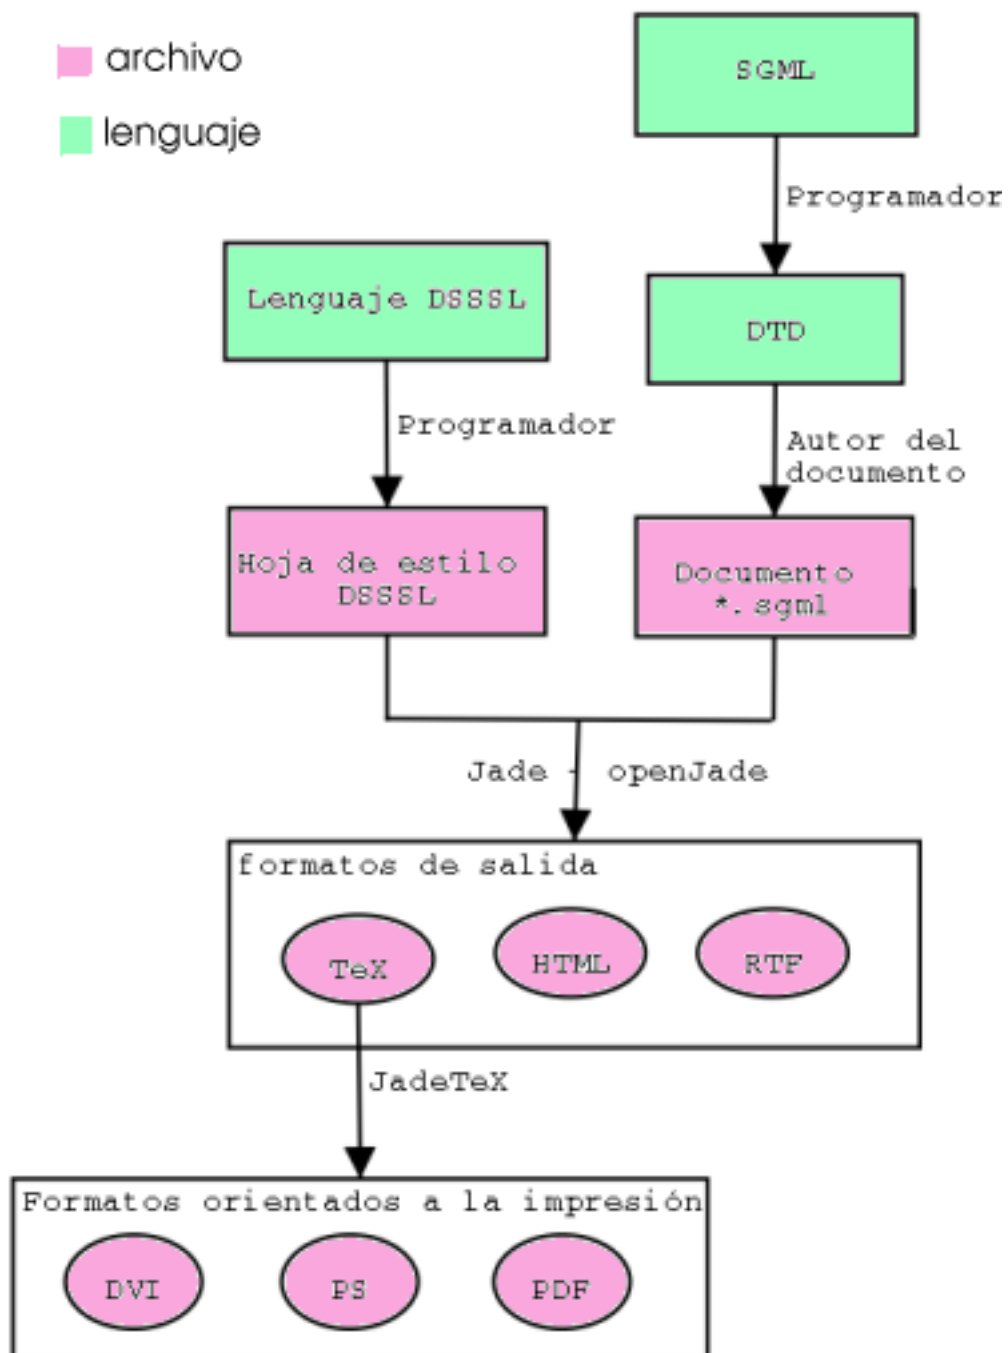 archivo
lenguaje
SGML
Programador
Lenguaje DSSSL
DTD
Programador
Autor del
documento
Hoja de estilo
DSSSL
Documento
*.sgml
Jade - openJade
formatos de salida
TeX
HTML
RTF
JadeTeX
Formatos orientados a la impresión
DVI
PS
PDF